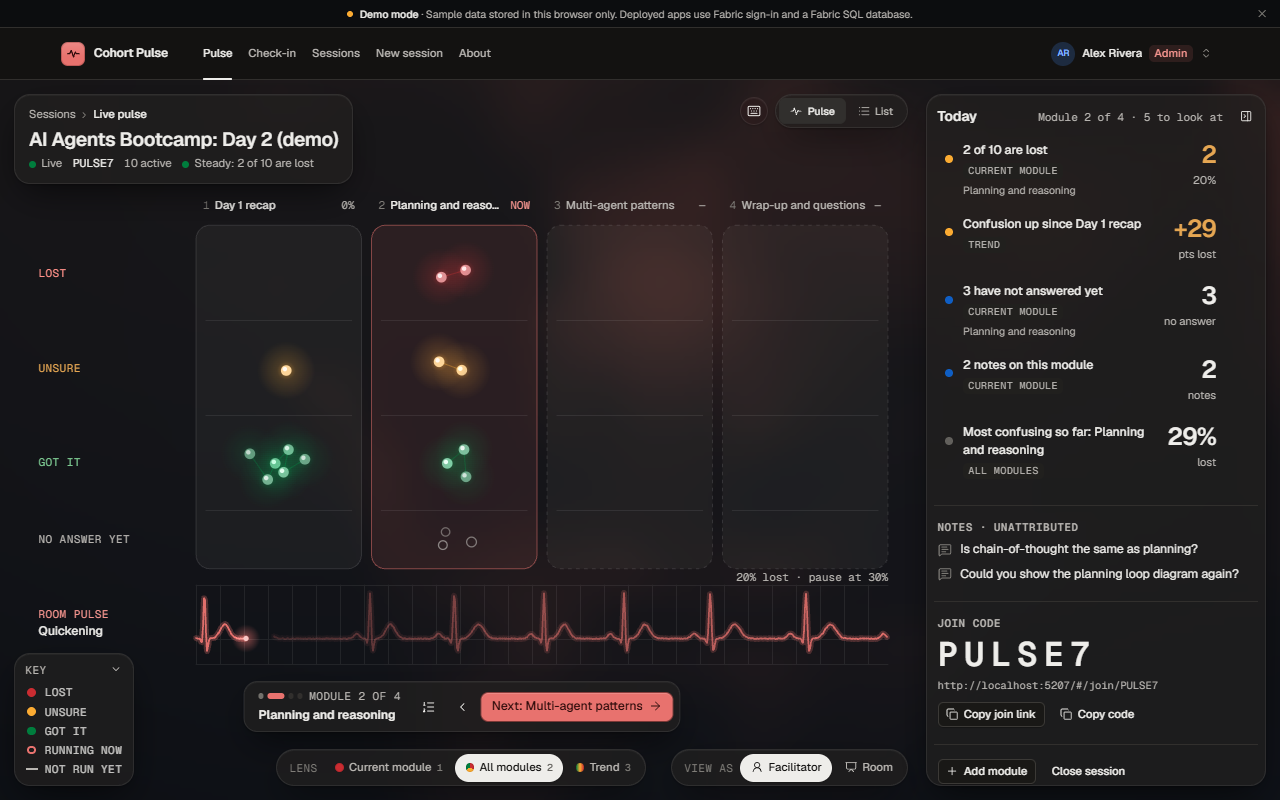 Demo mode · Sample data stored in this browser only. Deployed apps use Fabric sign-in and a Fabric SQL database.
Cohort Pulse
Pulse
Check-in
Sessions
New session
About
AR
Alex Rivera
Admin
Sessions › Live pulse
AI Agents Bootcamp: Day 2 (demo)
Live PULSE7 10 active Steady: 2 of 10 are lost
Pulse
List
1 Day 1 recap 0%
2 Planning and reaso... NOW
3 Multi-agent patterns –
4 Wrap-up and questions –
LOST
UNSURE
GOT IT
NO ANSWER YET
20% lost · pause at 30%
ROOM PULSE
Quickening
KEY
LOST
UNSURE
GOT IT
RUNNING NOW
NOT RUN YET
MODULE 2 OF 4
Planning and reasoning
Next: Multi-agent patterns →
LENS
Current module 1
All modules 2
Trend 3
VIEW AS
Facilitator
Room
Today
Module 2 of 4 · 5 to look at
2 of 10 are lost
CURRENT MODULE
Planning and reasoning
2
20%
Confusion up since Day 1 recap
TREND
+29
pts lost
3 have not answered yet
CURRENT MODULE
Planning and reasoning
3
no answer
2 notes on this module
CURRENT MODULE
2
notes
Most confusing so far: Planning
and reasoning
ALL MODULES
29%
lost
NOTES · UNATTRIBUTED
Is chain-of-thought the same as planning?
Could you show the planning loop diagram again?
JOIN CODE
PULSE7
http://localhost:5207/#/join/PULSE7
Copy join link
Copy code
+ Add module
Close session